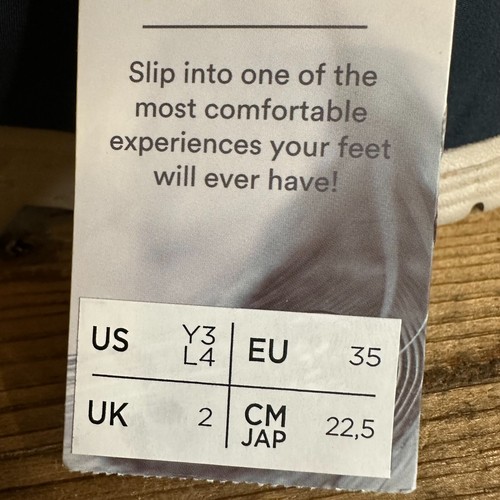 Slip into one of the
most comfortable
experiences your feet
will ever have!
US Y3 L4 EU 35
UK 2 CM JAP 22,5